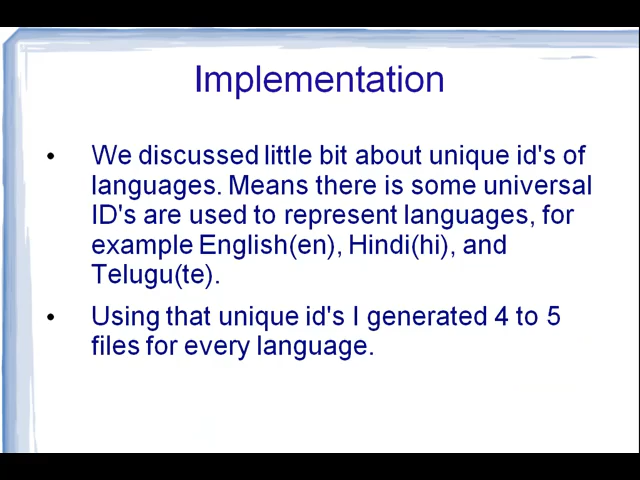 Implementation
• We discussed little bit about unique id's of
languages. Means there is some universal
ID's are used to represent languages, for
example English(en), Hindi(hi), and
Telugu(te).
• Using that unique id's I generated 4 to 5
files for every language.